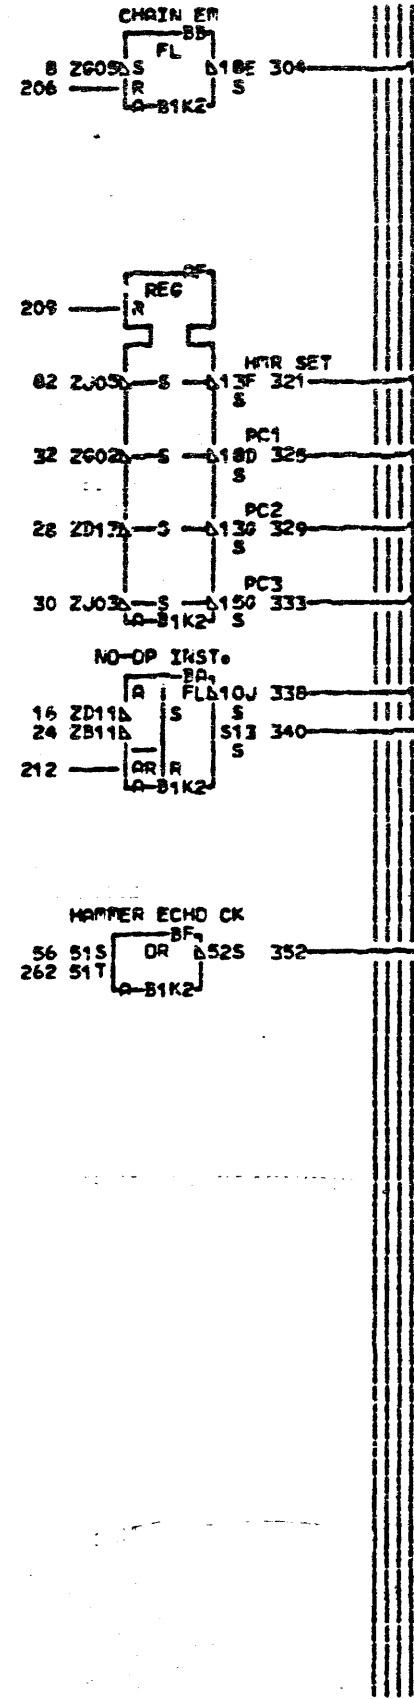 CHAIN EM
BB
FL
8 ZG05 S 18E 304
206 R S
A B1K2
REG
209 R
HMR SET
82 ZJ05 S 13F 321
S
PC1
32 ZG02 S 18D 325
S
PC2
28 ZD13 S 13G 329
S
PC3
30 ZJ03 S 15G 333
A B1K2 S
NO-OP INST.
BA
A FL 10J 338
16 ZD11 S S
24 ZB11 S13 340
S
212 AR R
A B1K2
HAMMER ECHO CK
BF
56 51S OR 52S 352
262 51T
A B1K2